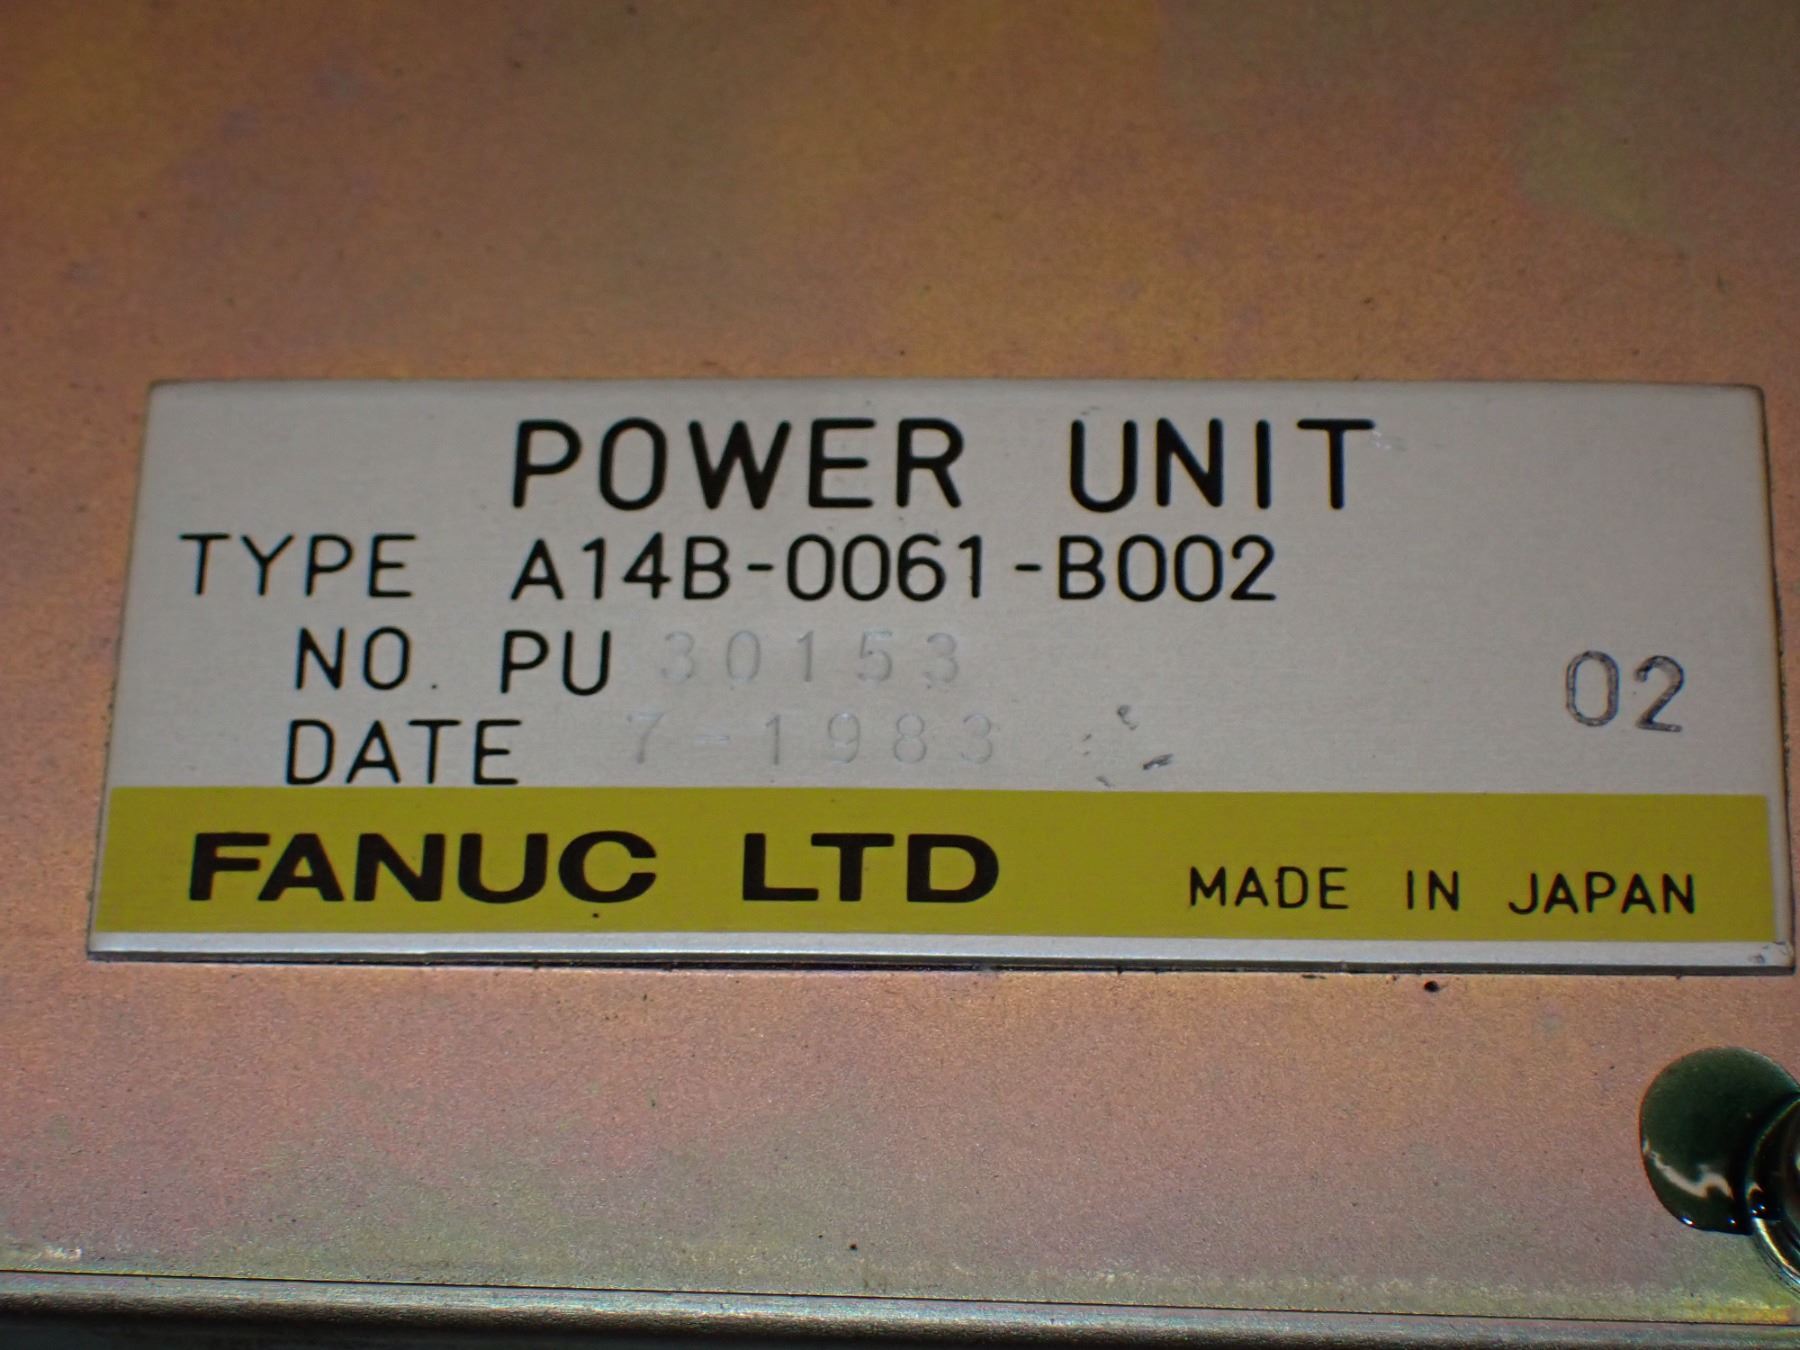 POWER UNIT
TYPE A14B-0061-B002
NO. PU 30153
02
DATE 7-1983
FANUC LTD MADE IN JAPAN